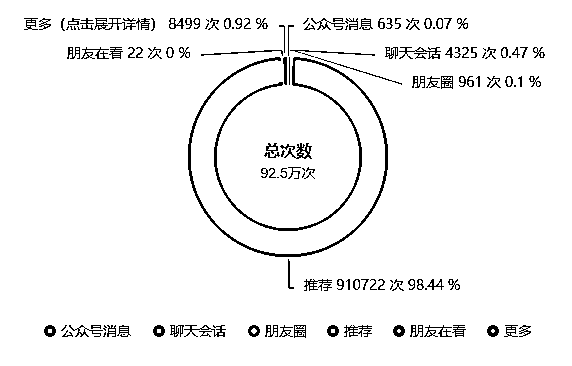 更多（点击展开详情） 8499 次 0.92 % 公众号消息 635 次 0.07 %
朋友在看 22 次 0 % 聊天会话 4325 次 0.47 %
朋友圈 961 次 0.1 %
总次数
92.5万次
推荐 910722 次 98.44 %
公众号消息 聊天会话 朋友圈 推荐 朋友在看 更多